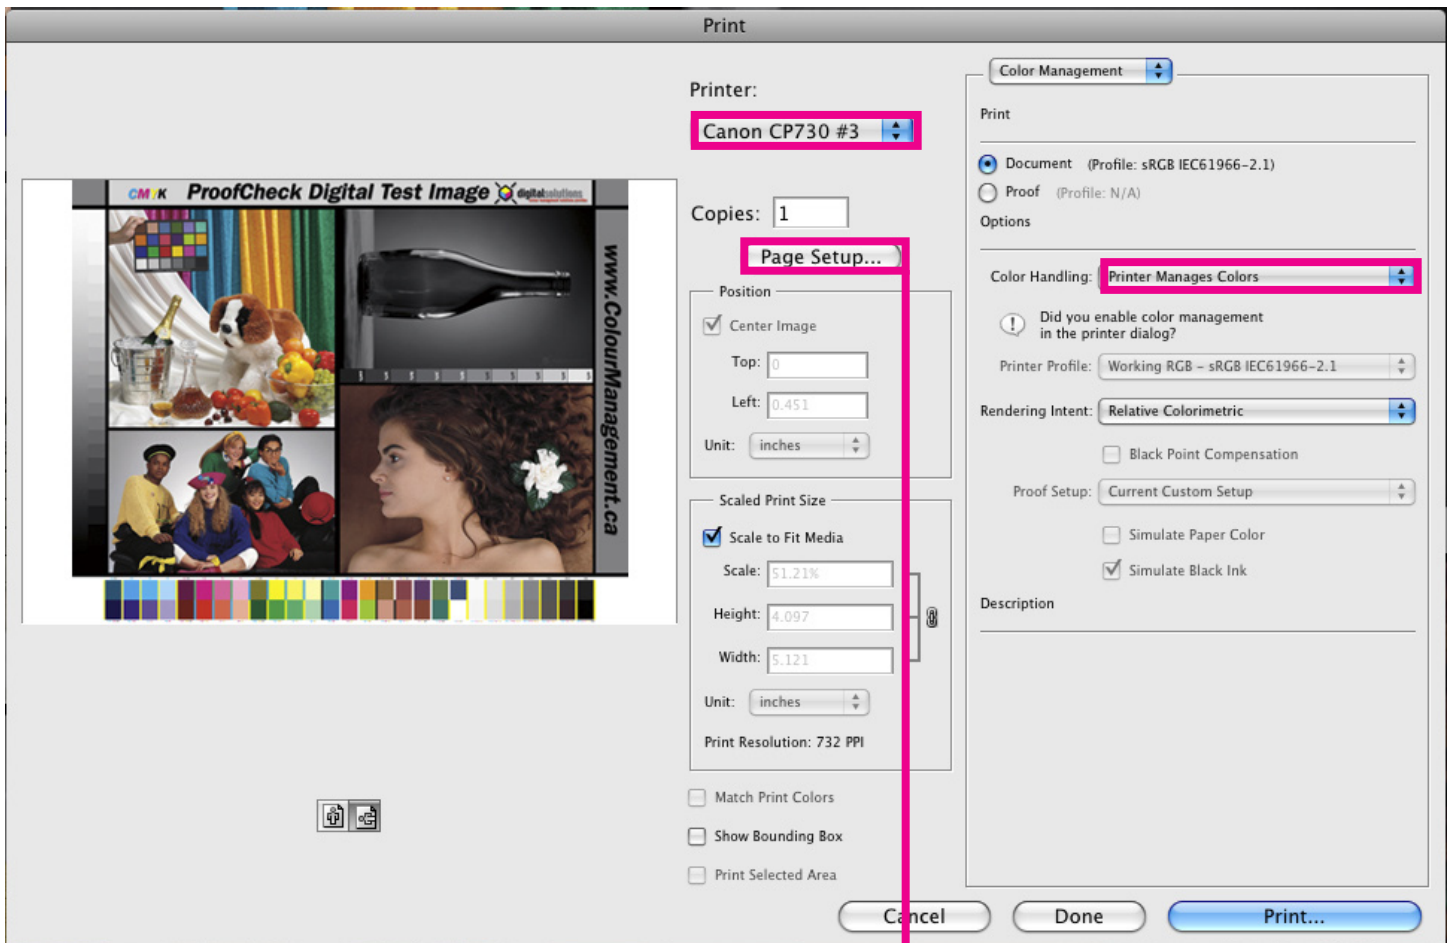 Print
Printer:
Canon CP730 #3
Copies: 1
Page Setup...
Position
Center Image
Top: 0
Left: 0.451
Unit: inches
Scaled Print Size
Scale to Fit Media
Scale: 51.21%
Height: 4.097
Width: 5.121
Unit: inches
Print Resolution: 732 PPI
Match Print Colors
Show Bounding Box
Print Selected Area
Color Management
Print
Document (Profile: sRGB IEC61966-2.1)
Proof (Profile: N/A)
Options
Color Handling: Printer Manages Colors
Did you enable color management
in the printer dialog?
Printer Profile: Working RGB - sRGB IEC61966-2.1
Rendering Intent: Relative Colorimetric
Black Point Compensation
Proof Setup: Current Custom Setup
Simulate Paper Color
Simulate Black Ink
Description
Cancel
Done
Print...
CMYK ProofCheck Digital Test Image digitalsolutions
www.ColourManagement.ca